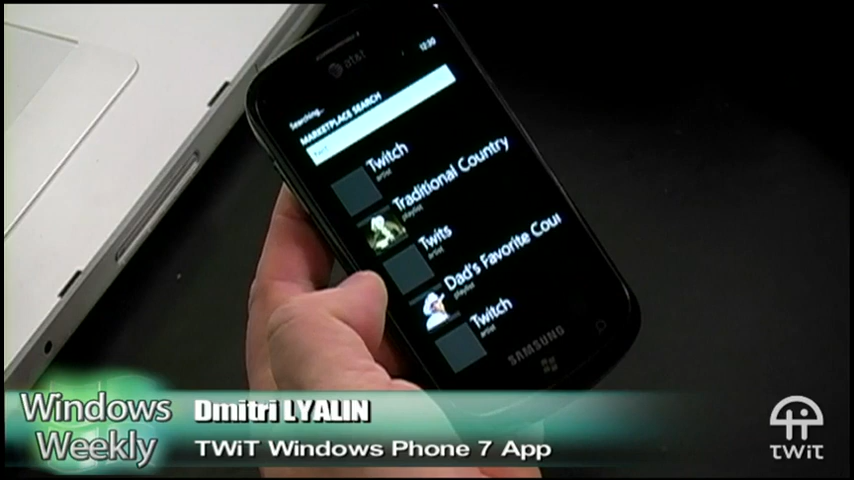 at&t
12:30
Searching...
MARKETPLACE SEARCH
TWiT
Twitch
artist
Traditional Country
playlist
Twits
artist
Dad's Favorite Cou
playlist
Twitch
artist
SAMSUNG
Windows
Weekly
Dmitri LYALIN
TWiT Windows Phone 7 App
TWiT